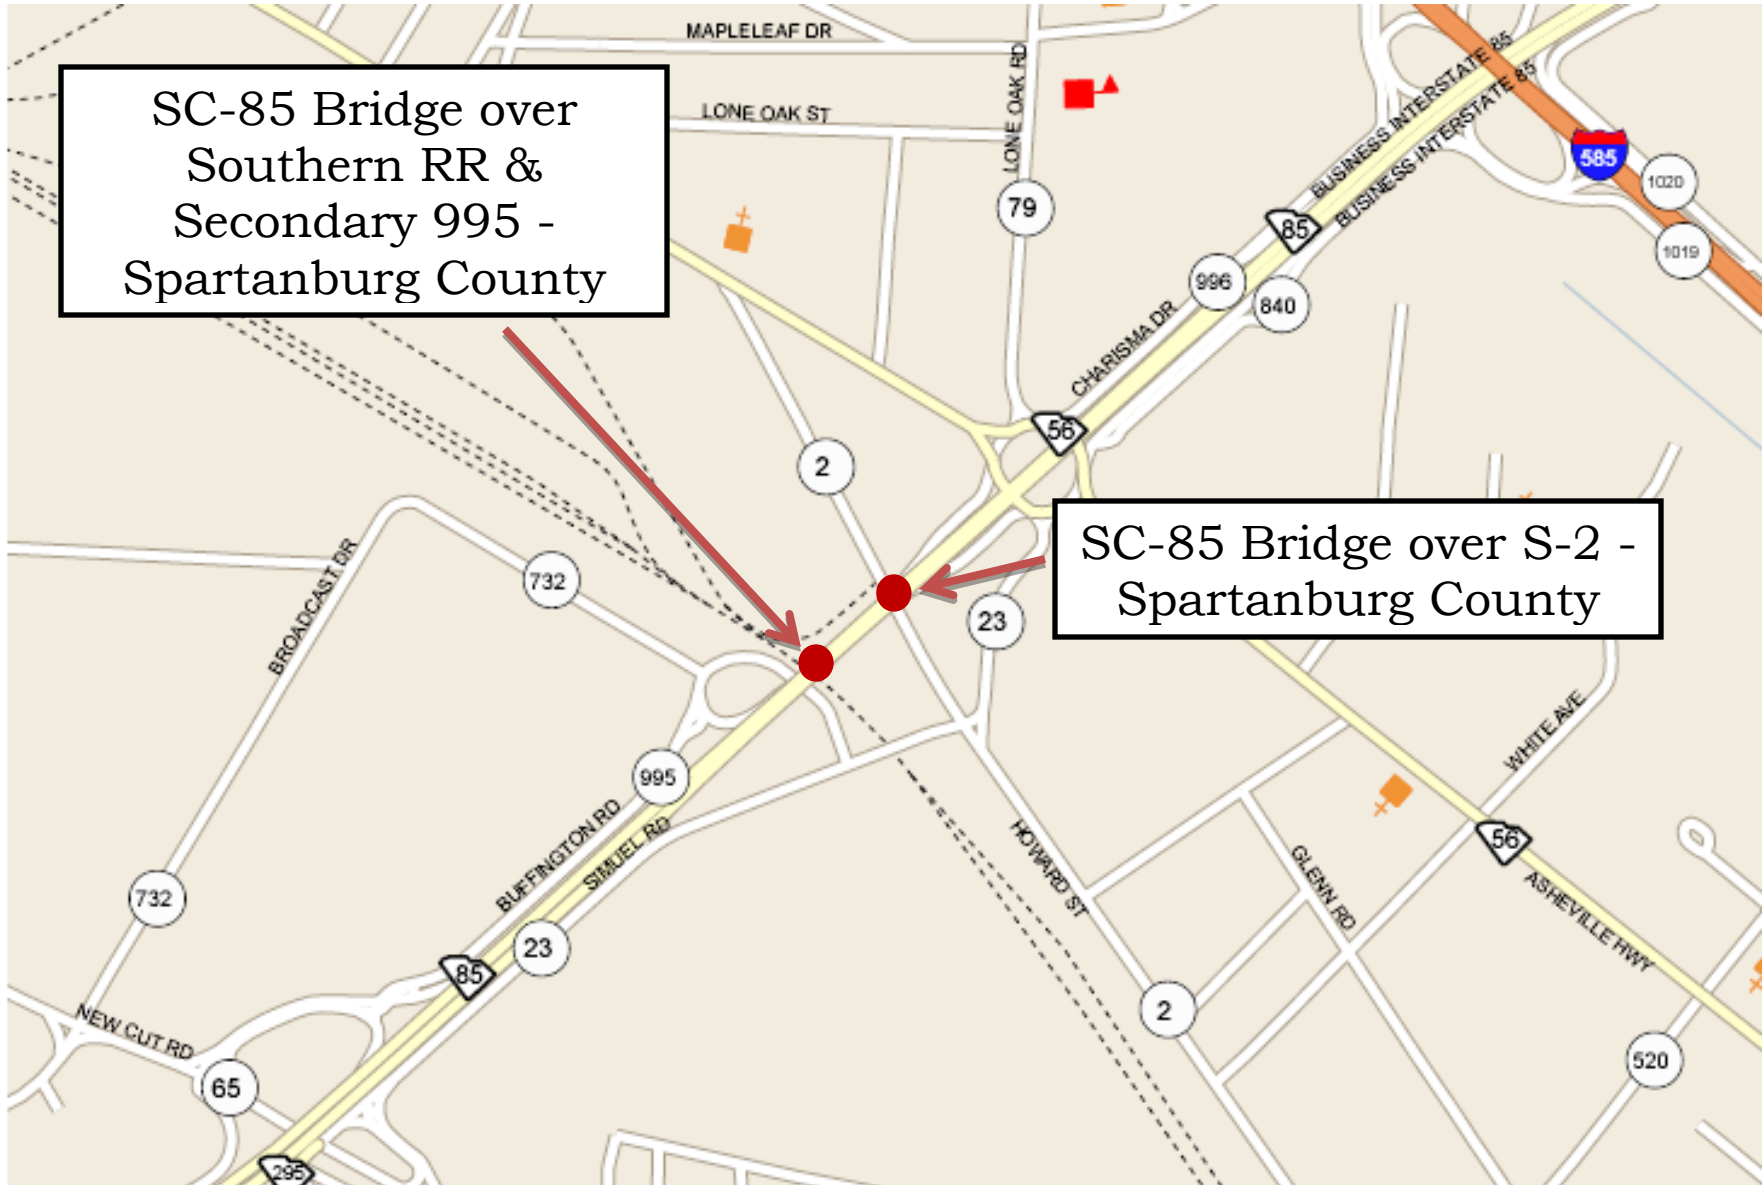 MAPLELEAF DR
SC-85 Bridge over
Southern RR &
Secondary 995 -
Spartanburg County
LONE OAK ST
LONE OAK RD
79
BUSINESS INTERSTATE 85
BUSINESS INTERSTATE 85
585
1020
1019
85
996
840
CHARISMA DR
56
2
SC-85 Bridge over S-2 -
Spartanburg County
732
BROADCAST DR
23
995
BUFFINGTON RD
SIMUEL RD
WHITE AVE
56
HOWARD ST
GLENN RD
ASHEVILLE HWY
732
23
85
NEW CUT RD
65
2
520
295